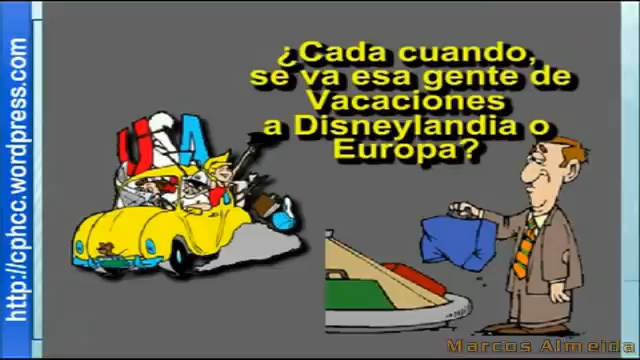 ¿Cada cuando,
se va esa gente de
Vacaciones
a Disneylandia o
Europa?
USA
http://cphcc.wordpress.com
Marcos Almeida